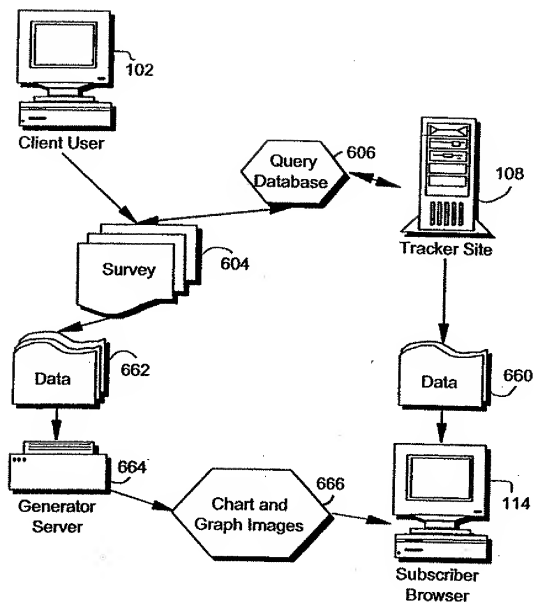 102
Client User
Query
Database
606
108
Tracker Site
Survey
604
Data
662
Data
660
664
Generator
Server
Chart and
Graph Images
666
114
Subscriber
Browser